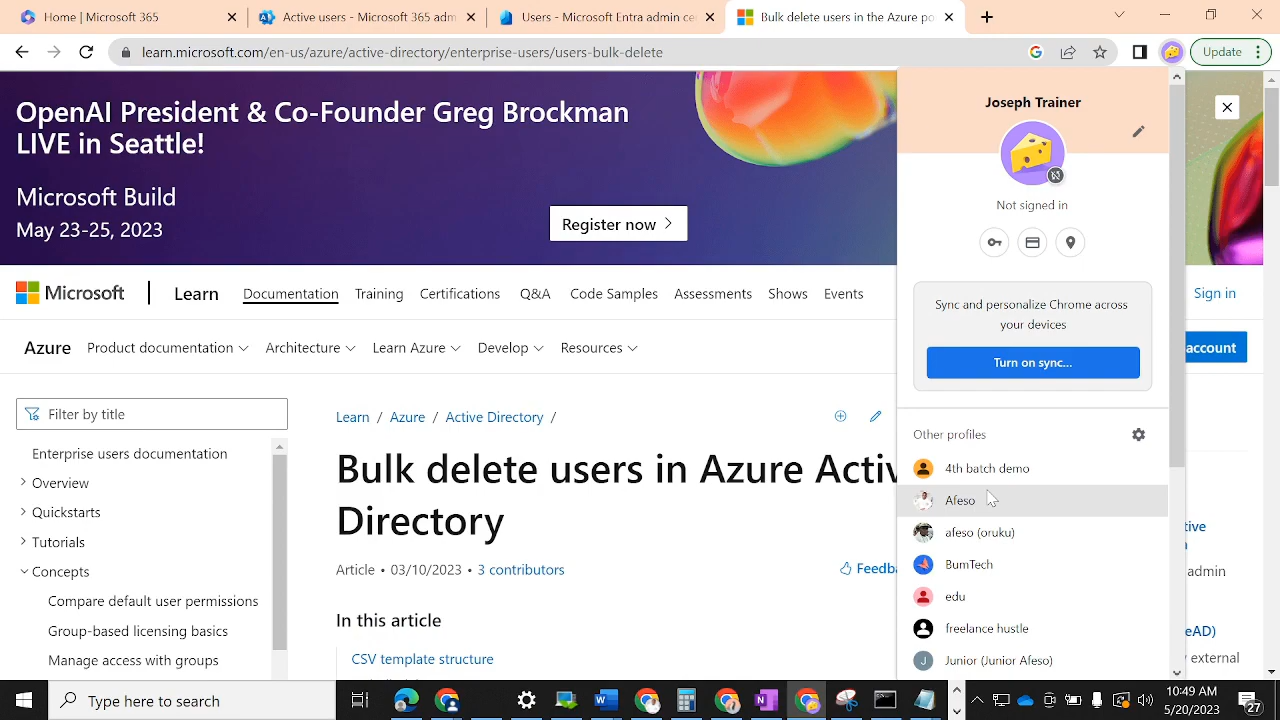 Home | Microsoft 365
Active users - Microsoft 365 adm
Users - Microsoft Entra admin ce
Bulk delete users in the Azure po
learn.microsoft.com/en-us/azure/active-directory/enterprise-users/users-bulk-delete
Update
OpenAI President & Co-Founder Greg Brockman
LIVE in Seattle!
Microsoft Build
May 23-25, 2023
Register now
Microsoft
Learn
Documentation
Training
Certifications
Q&A
Code Samples
Assessments
Shows
Events
Sign in
Azure
Product documentation
Architecture
Learn Azure
Develop
Resources
account
Filter by title
Enterprise users documentation
Overview
Quickstarts
Tutorials
Concepts
Compare default user permissions
Group-based licensing basics
Manage access with groups
Learn / Azure / Active Directory /
Bulk delete users in Azure Activ
Directory
Article • 03/10/2023 • 3 contributors
Feedba
In this article
CSV template structure
Joseph Trainer
Not signed in
Sync and personalize Chrome across
your devices
Turn on sync...
Other profiles
4th batch demo
Afeso
afeso (oruku)
BumTech
edu
freelance hustle
J
Junior (Junior Afeso)
tive
admin
eAD)
external
Type here to search
10:49 AM
5/20/2023
27